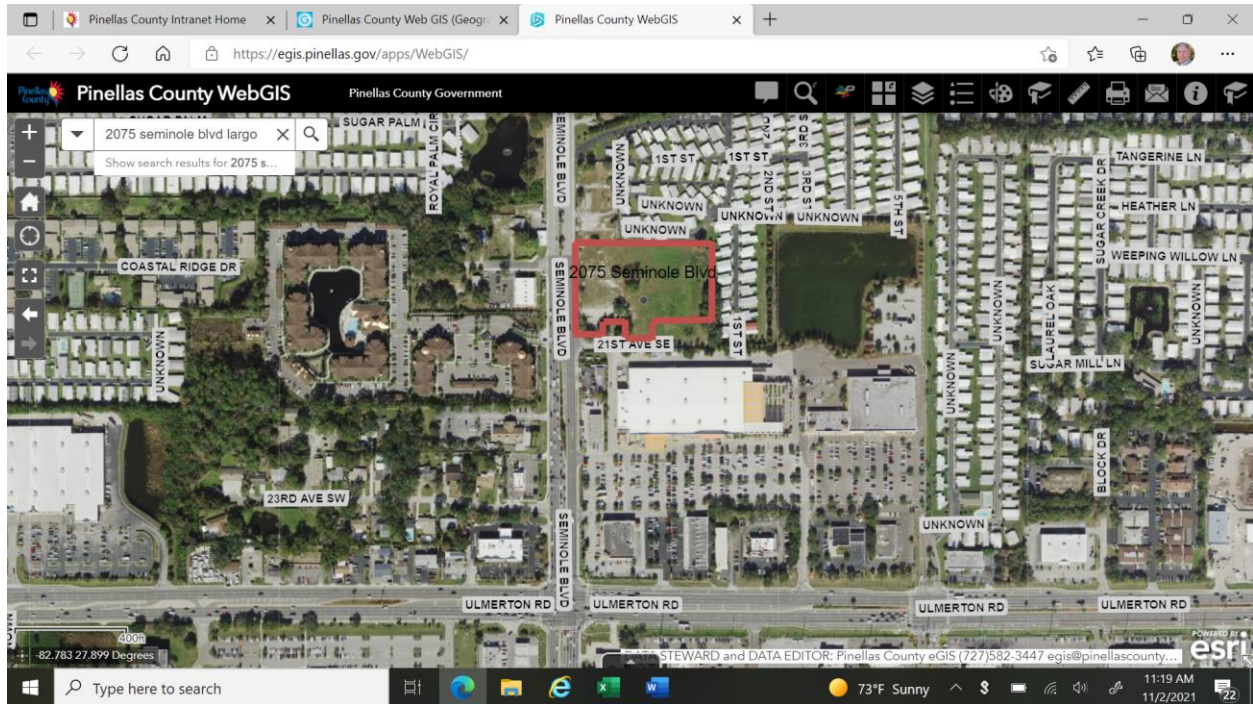 Pinellas County Intranet Home
Pinellas County Web GIS (Geogra
Pinellas County WebGIS
https://egis.pinellas.gov/apps/WebGIS/
Pinellas County
Pinellas County WebGIS
Pinellas County Government
2075 seminole blvd largo
Show search results for 2075 s...
SUGAR PALM
ROYAL PALM CIR
SEMINOLE BLVD
UNKNOWN
1ST ST
1ST ST
2ND ST
3RD ST
3RD S
5TH ST
UNKNOWN
UNKNOWN
UNKNOWN
UNKNOWN
TANGERINE LN
HEATHER LN
SUGAR CREEK DR
WEEPING WILLOW LN
COASTAL RIDGE DR
SEMINOLE BLVD
2075 Seminole Blvd
21ST AVE SE
1ST ST
UNKNOWN
UNKNOWN
UNKNOWN
LAUREL OAK
UNKNOWN
SUGAR MILL LN
UNKNOWN
BLOCK DR
23RD AVE SW
SEMINOLE BLVD
UNKNOWN
ULMERTON RD
ULMERTON RD
ULMERTON RD
ULMERTON RD
400ft
-82.783 27.899 Degrees
DATA STEWARD and DATA EDITOR: Pinellas County eGIS (727)582-3447 egis@pinellascounty...
POWERED BY
esri
Type here to search
73°F Sunny
11:19 AM
11/2/2021
22